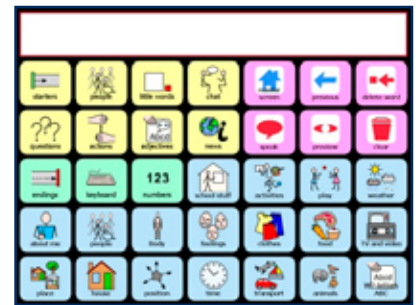 starters people little words chat screen previous delete word
questions actions adjectives news speak preview clear
endings keyboard 123 numbers school stuff activities play weather
about me people body feelings clothes food TV and video
place house position time transport animals ABC